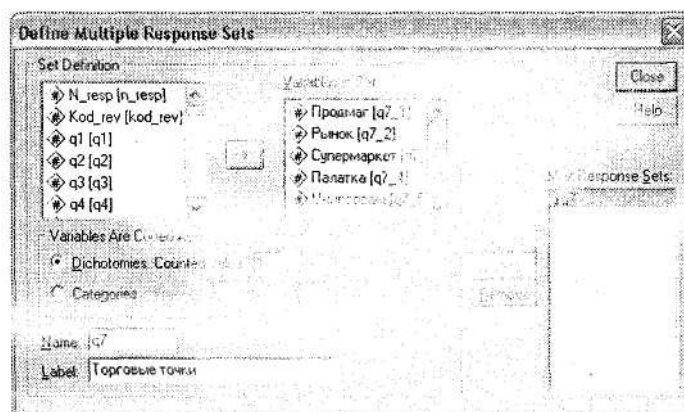 Define Multiple Response Sets
Set Definition
N_resp [n_resp]
Kod_rev [kod_rev]
q1 [q1]
q2 [q2]
q3 [q3]
q4 [q4]
Продмаг [q7_1]
Рынок [q7_2]
Супермаркет
Палатка [q7_4]
Close
Help
Response Sets:
Variables Are Coded
Dichotomies Counted
Categories
Name: q7
Label: Торговые точки